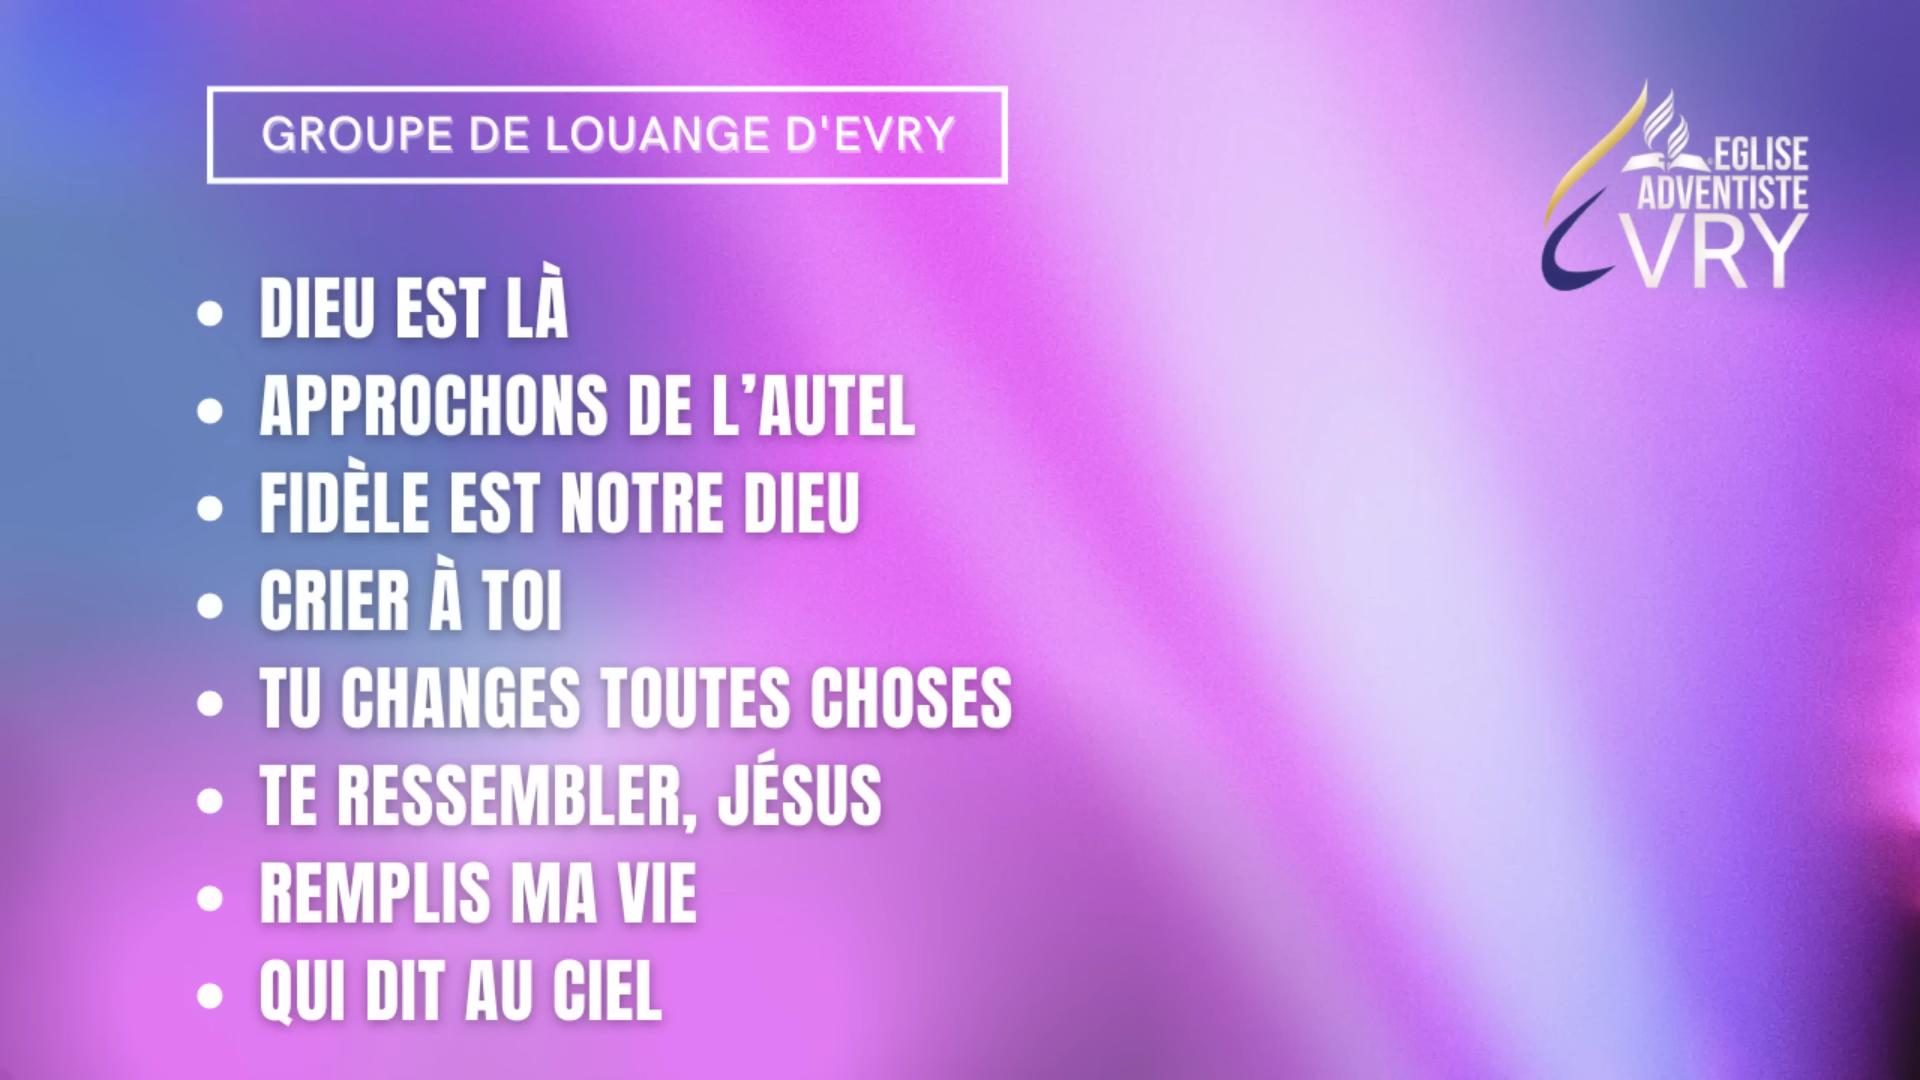 GROUPE DE LOUANGE D'EVRY
EGLISE
ADVENTISTE
EVRY
• DIEU EST LÀ
• APPROCHONS DE L’AUTEL
• FIDÈLE EST NOTRE DIEU
• CRIER À TOI
• TU CHANGES TOUTES CHOSES
• TE RESSEMBLER, JÉSUS
• REMPLIS MA VIE
• QUI DIT AU CIEL